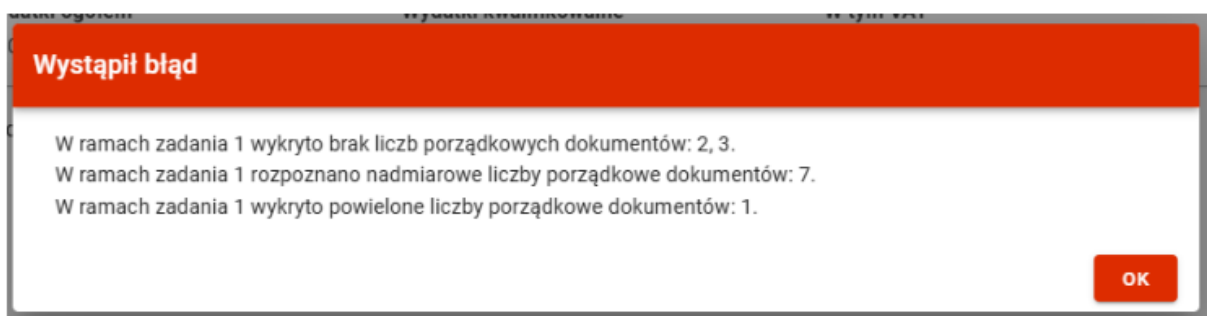 Wystąpił błąd
W ramach zadania 1 wykryto brak liczb porządkowych dokumentów: 2, 3.
W ramach zadania 1 rozpoznano nadmiarowe liczby porządkowe dokumentów: 7.
W ramach zadania 1 wykryto powielone liczby porządkowe dokumentów: 1.
OK